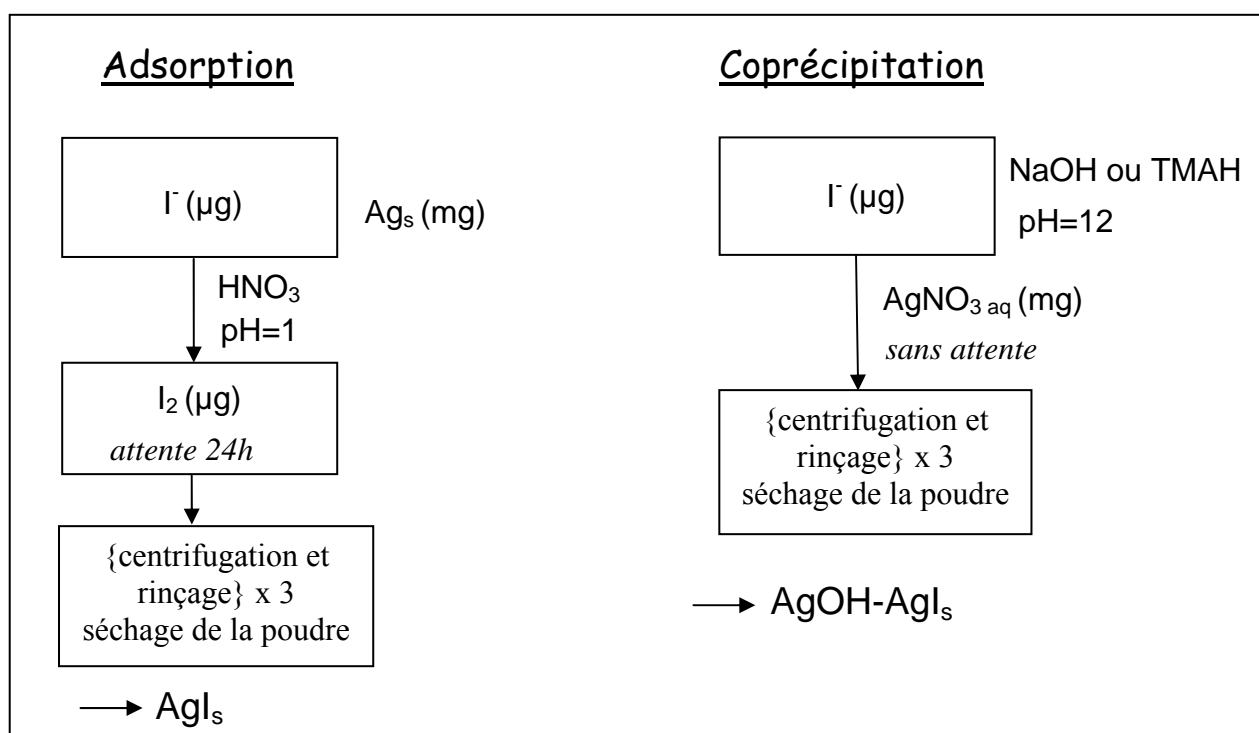 Adsorption
I⁻ (µg)
Agₛ (mg)
HNO₃
pH=1
I₂ (µg)
attente 24h
{centrifugation et
rinçage} x 3
séchage de la poudre
AgIₛ
Coprécipitation
I⁻ (µg)
NaOH ou TMAH
pH=12
AgNO₃ aq (mg)
sans attente
{centrifugation et
rinçage} x 3
séchage de la poudre
AgOH-AgIₛ